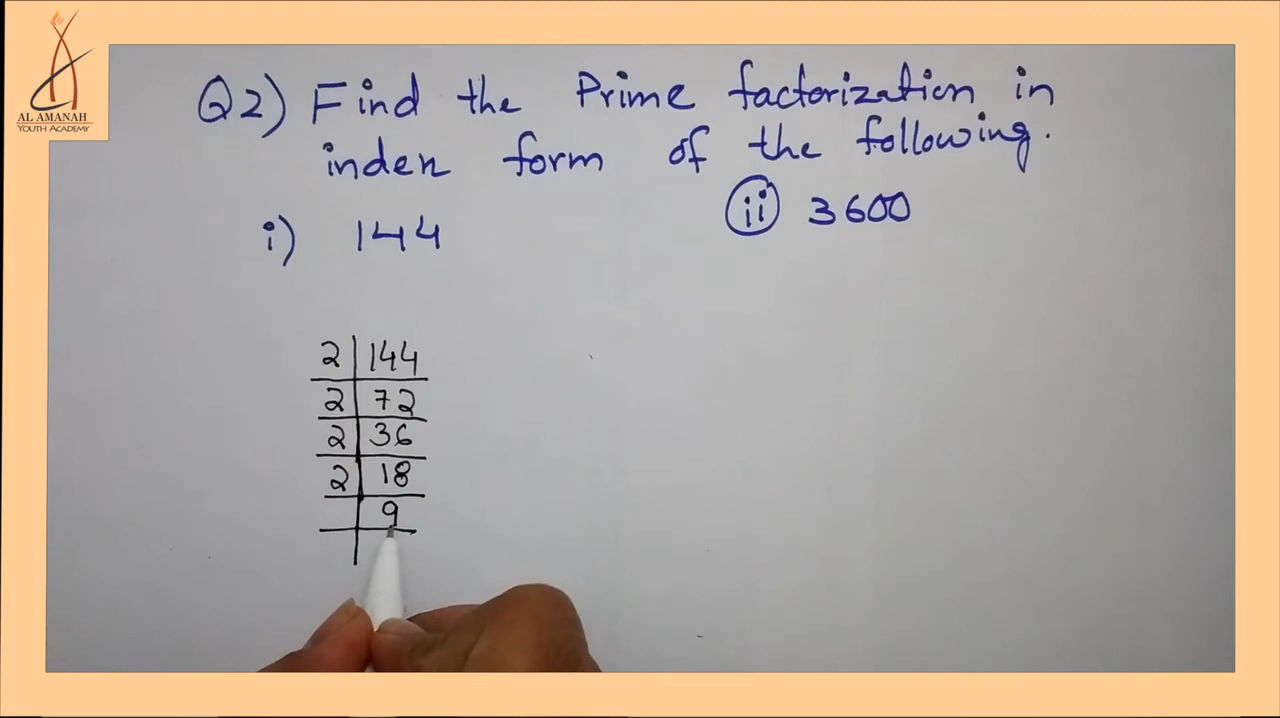 AL AMANAH
YOUTH ACADEMY
Q2) Find the Prime factorization in
index form of the following.
i) 144
ii 3600
2 144
2 72
2 36
2 18
9